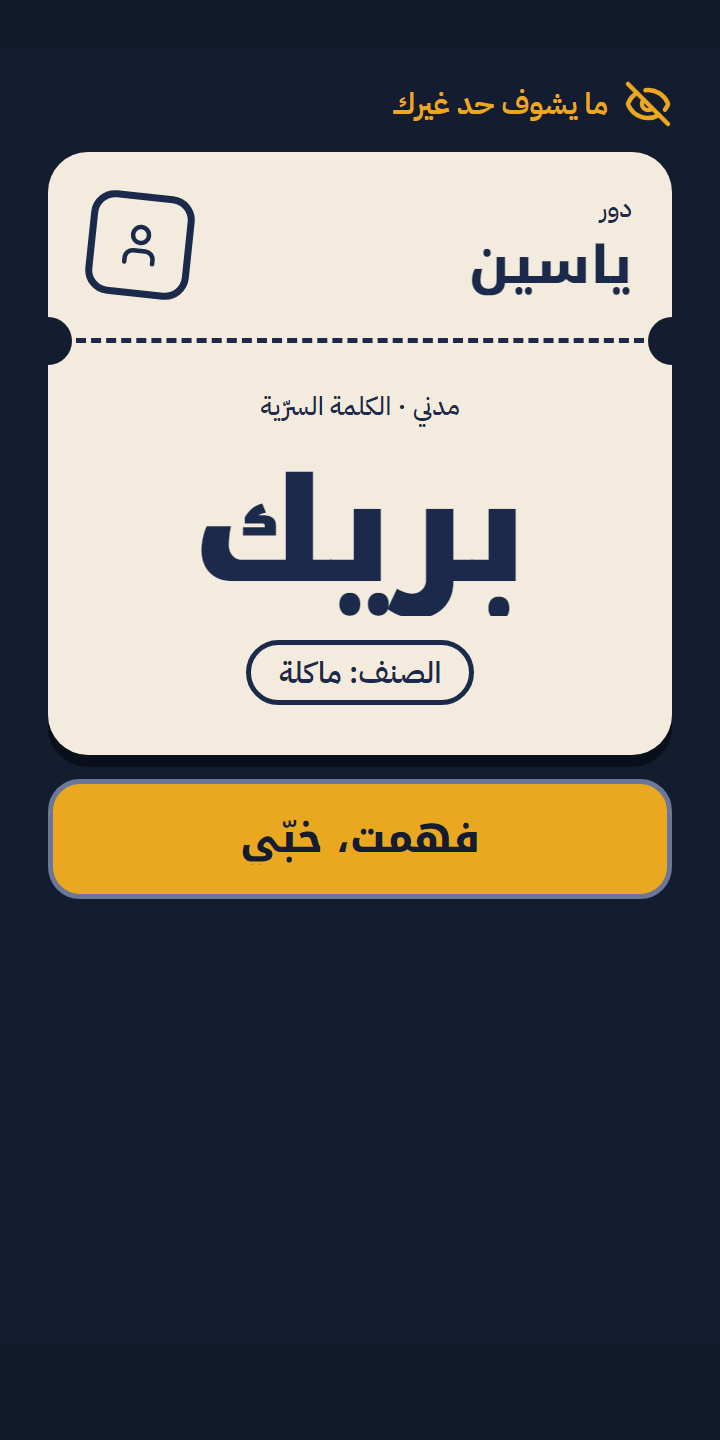 ما يشوف حد غيرك
دور
ياسين
مدني · الكلمة السرّية
بريك
الصنف: ماكلة
فهمت، خبّي